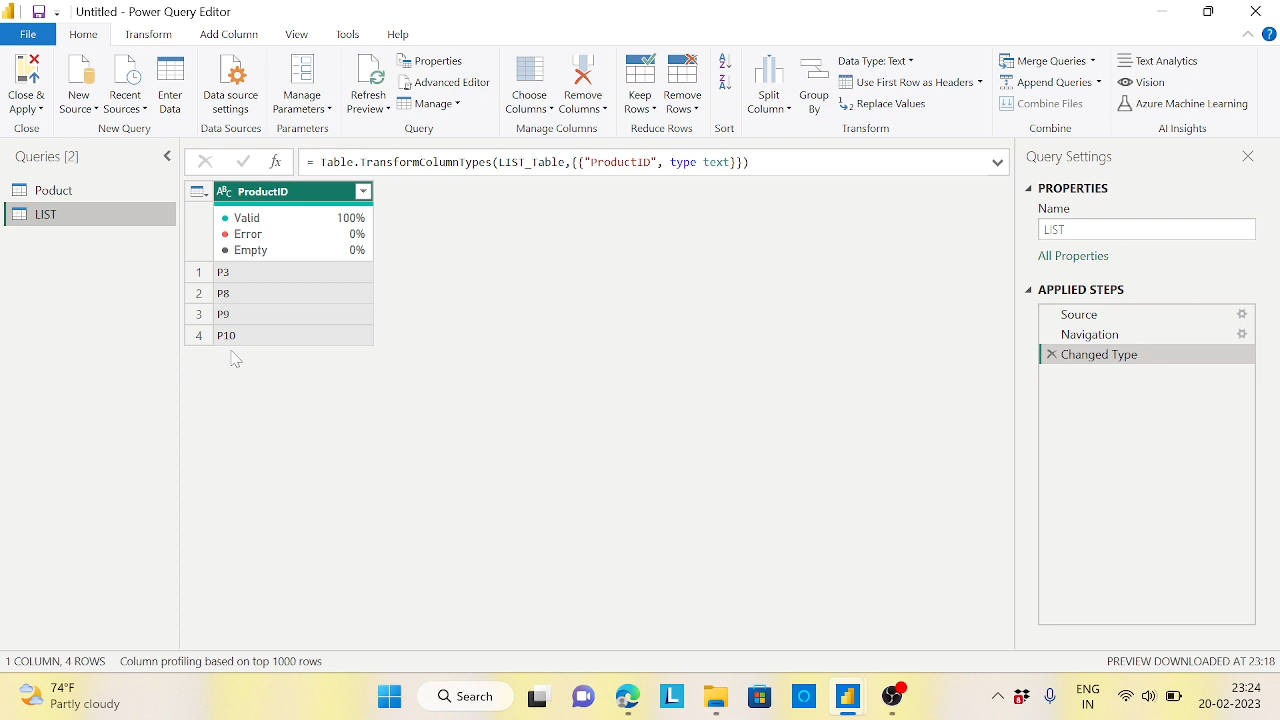 Untitled - Power Query Editor
File Home Transform Add Column View Tools Help
Close & Apply
New Source
Recent Sources
Enter Data
Data source settings
Manage Parameters
Refresh Preview
Properties
Advanced Editor
Manage
Choose Columns
Remove Columns
Keep Rows
Remove Rows
Split Column
Group By
Data Type: Text
Use First Row as Headers
Replace Values
Merge Queries
Append Queries
Combine Files
Text Analytics
Vision
Azure Machine Learning
Close New Query Data Sources Parameters Query Manage Columns Reduce Rows Sort Transform Combine AI Insights
Queries [2]
Poduct
LIST
fx = Table.TransformColumnTypes(LIST_Table,{{"ProductID", type text}})
ABC ProductID
Valid 100%
Error 0%
Empty 0%
1 P3
2 P8
3 P9
4 P10
Query Settings
PROPERTIES
Name
LIST
All Properties
APPLIED STEPS
Source
Navigation
Changed Type
1 COLUMN, 4 ROWS Column profiling based on top 1000 rows PREVIEW DOWNLOADED AT 23:18
74°F
Partly cloudy
Search
L
8
ENG
IN
23:24
20-02-2023